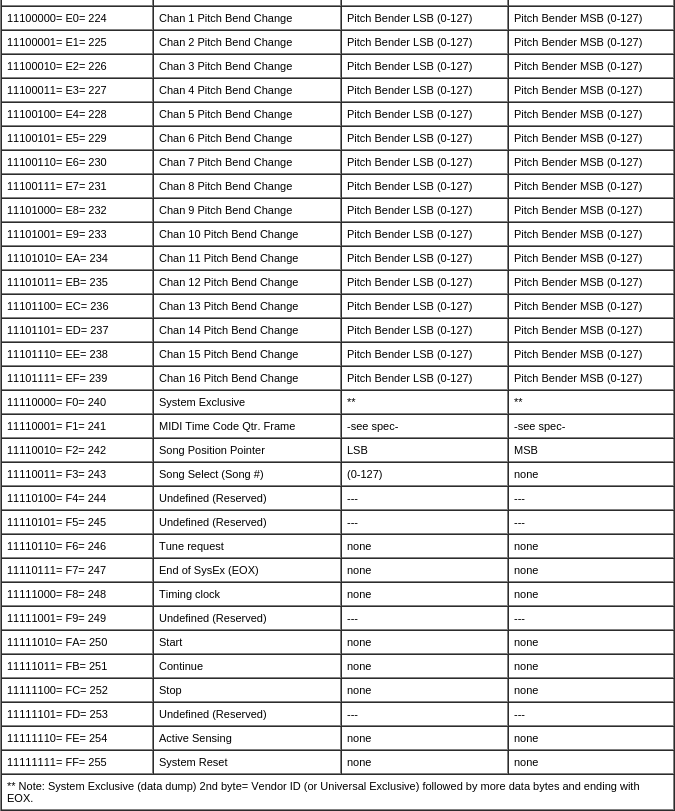 11100000= E0= 224 Chan 1 Pitch Bend Change Pitch Bender LSB (0-127) Pitch Bender MSB (0-127)
11100001= E1= 225 Chan 2 Pitch Bend Change Pitch Bender LSB (0-127) Pitch Bender MSB (0-127)
11100010= E2= 226 Chan 3 Pitch Bend Change Pitch Bender LSB (0-127) Pitch Bender MSB (0-127)
11100011= E3= 227 Chan 4 Pitch Bend Change Pitch Bender LSB (0-127) Pitch Bender MSB (0-127)
11100100= E4= 228 Chan 5 Pitch Bend Change Pitch Bender LSB (0-127) Pitch Bender MSB (0-127)
11100101= E5= 229 Chan 6 Pitch Bend Change Pitch Bender LSB (0-127) Pitch Bender MSB (0-127)
11100110= E6= 230 Chan 7 Pitch Bend Change Pitch Bender LSB (0-127) Pitch Bender MSB (0-127)
11100111= E7= 231 Chan 8 Pitch Bend Change Pitch Bender LSB (0-127) Pitch Bender MSB (0-127)
11101000= E8= 232 Chan 9 Pitch Bend Change Pitch Bender LSB (0-127) Pitch Bender MSB (0-127)
11101001= E9= 233 Chan 10 Pitch Bend Change Pitch Bender LSB (0-127) Pitch Bender MSB (0-127)
11101010= EA= 234 Chan 11 Pitch Bend Change Pitch Bender LSB (0-127) Pitch Bender MSB (0-127)
11101011= EB= 235 Chan 12 Pitch Bend Change Pitch Bender LSB (0-127) Pitch Bender MSB (0-127)
11101100= EC= 236 Chan 13 Pitch Bend Change Pitch Bender LSB (0-127) Pitch Bender MSB (0-127)
11101101= ED= 237 Chan 14 Pitch Bend Change Pitch Bender LSB (0-127) Pitch Bender MSB (0-127)
11101110= EE= 238 Chan 15 Pitch Bend Change Pitch Bender LSB (0-127) Pitch Bender MSB (0-127)
11101111= EF= 239 Chan 16 Pitch Bend Change Pitch Bender LSB (0-127) Pitch Bender MSB (0-127)
11110000= F0= 240 System Exclusive ** **
11110001= F1= 241 MIDI Time Code Qtr. Frame -see spec- -see spec-
11110010= F2= 242 Song Position Pointer LSB MSB
11110011= F3= 243 Song Select (Song #) (0-127) none
11110100= F4= 244 Undefined (Reserved) --- ---
11110101= F5= 245 Undefined (Reserved) --- ---
11110110= F6= 246 Tune request none none
11110111= F7= 247 End of SysEx (EOX) none none
11111000= F8= 248 Timing clock none none
11111001= F9= 249 Undefined (Reserved) --- ---
11111010= FA= 250 Start none none
11111011= FB= 251 Continue none none
11111100= FC= 252 Stop none none
11111101= FD= 253 Undefined (Reserved) --- ---
11111110= FE= 254 Active Sensing none none
11111111= FF= 255 System Reset none none
** Note: System Exclusive (data dump) 2nd byte= Vendor ID (or Universal Exclusive) followed by more data bytes and ending with
EOX.